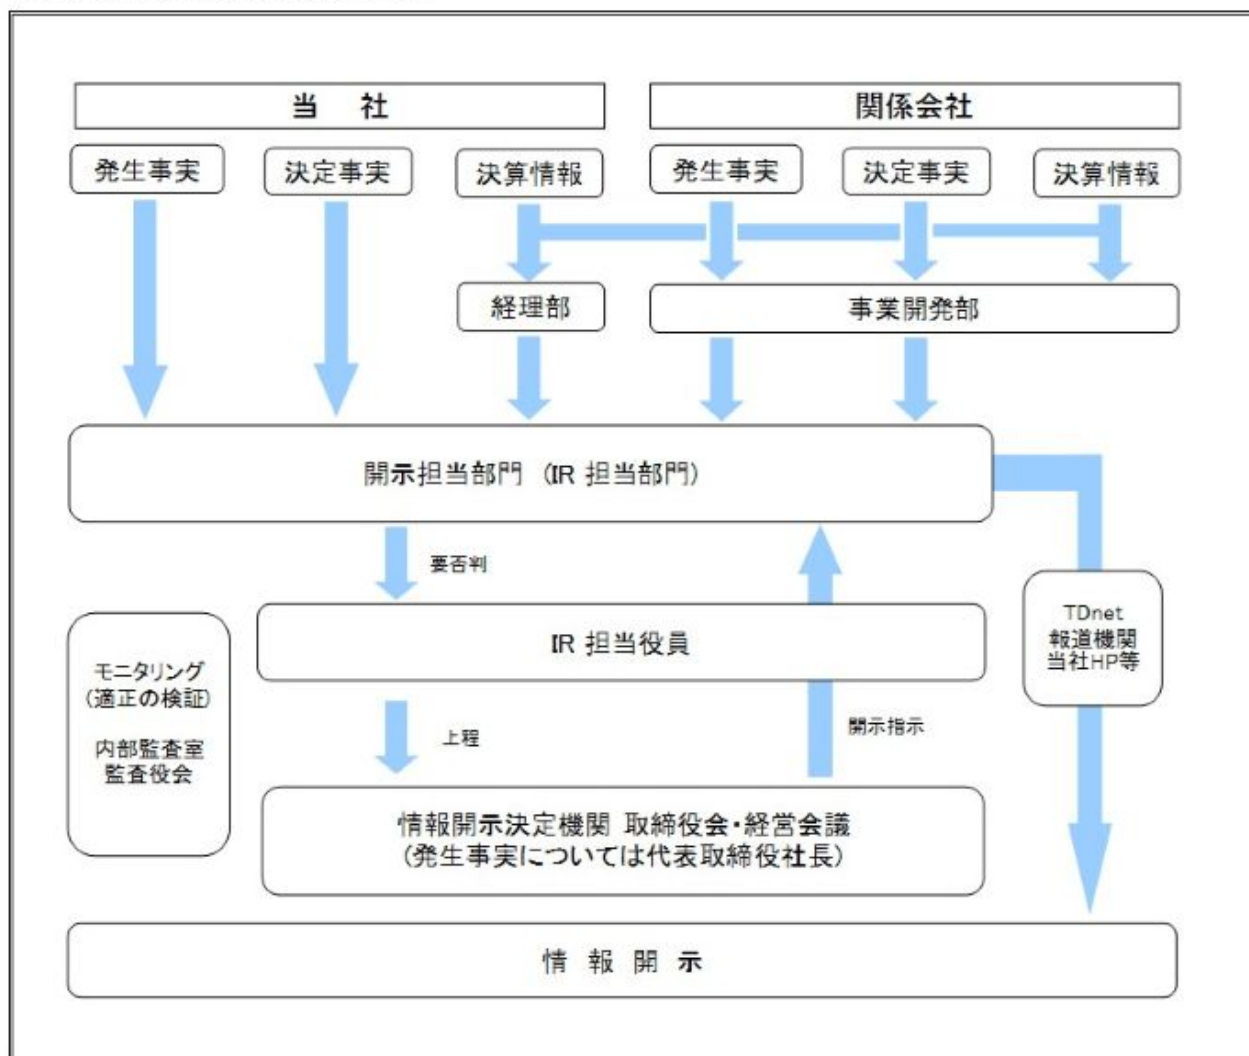 当 社
関係会社
発生事実
決定事実
決算情報
発生事実
決定事実
決算情報
経理部
事業開発部
開示担当部門 (IR 担当部門)
要否判
IR 担当役員
TDnet
報道機関
当社HP等
モニタリング
(適正の検証)
内部監査室
監査役会
上程
開示指示
情報開示決定機関 取締役会・経営会議
(発生事実については代表取締役社長)
情 報 開 示